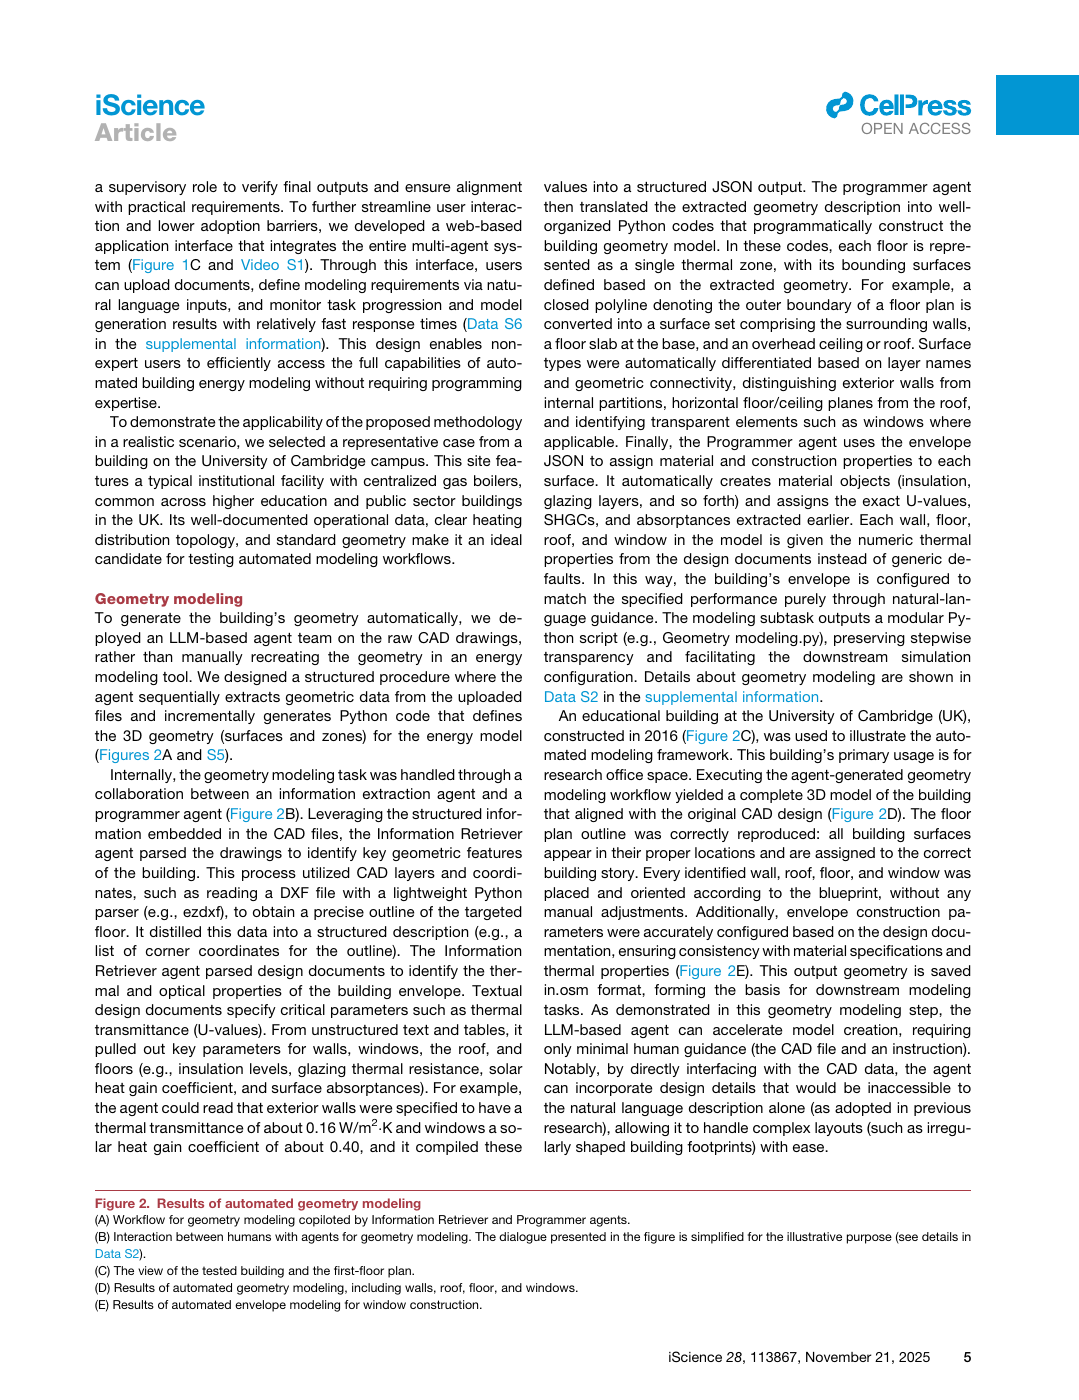 iScience
Article
CellPress
OPEN ACCESS
a supervisory role to verify final outputs and ensure alignment
with practical requirements. To further streamline user interac-
tion and lower adoption barriers, we developed a web-based
application interface that integrates the entire multi-agent sys-
tem (Figure 1C and Video S1). Through this interface, users
can upload documents, define modeling requirements via natu-
ral language inputs, and monitor task progression and model
generation results with relatively fast response times (Data S6
in the supplemental information). This design enables non-
expert users to efficiently access the full capabilities of auto-
mated building energy modeling without requiring programming
expertise.
To demonstrate the applicability of the proposed methodology
in a realistic scenario, we selected a representative case from a
building on the University of Cambridge campus. This site fea-
tures a typical institutional facility with centralized gas boilers,
common across higher education and public sector buildings
in the UK. Its well-documented operational data, clear heating
distribution topology, and standard geometry make it an ideal
candidate for testing automated modeling workflows.
Geometry modeling
To generate the building's geometry automatically, we de-
ployed an LLM-based agent team on the raw CAD drawings,
rather than manually recreating the geometry in an energy
modeling tool. We designed a structured procedure where the
agent sequentially extracts geometric data from the uploaded
files and incrementally generates Python code that defines
the 3D geometry (surfaces and zones) for the energy model
(Figures 2A and S5).
Internally, the geometry modeling task was handled through a
collaboration between an information extraction agent and a
programmer agent (Figure 2B). Leveraging the structured infor-
mation embedded in the CAD files, the Information Retriever
agent parsed the drawings to identify key geometric features
of the building. This process utilized CAD layers and coordi-
nates, such as reading a DXF file with a lightweight Python
parser (e.g., ezdxf), to obtain a precise outline of the targeted
floor. It distilled this data into a structured description (e.g., a
list of corner coordinates for the outline). The Information
Retriever agent parsed design documents to identify the ther-
mal and optical properties of the building envelope. Textual
design documents specify critical parameters such as thermal
transmittance (U-values). From unstructured text and tables, it
pulled out key parameters for walls, windows, the roof, and
floors (e.g., insulation levels, glazing thermal resistance, solar
heat gain coefficient, and surface absorptances). For example,
the agent could read that exterior walls were specified to have a
thermal transmittance of about 0.16 W/m²·K and windows a so-
lar heat gain coefficient of about 0.40, and it compiled these
values into a structured JSON output. The programmer agent
then translated the extracted geometry description into well-
organized Python codes that programmatically construct the
building geometry model. In these codes, each floor is repre-
sented as a single thermal zone, with its bounding surfaces
defined based on the extracted geometry. For example, a
closed polyline denoting the outer boundary of a floor plan is
converted into a surface set comprising the surrounding walls,
a floor slab at the base, and an overhead ceiling or roof. Surface
types were automatically differentiated based on layer names
and geometric connectivity, distinguishing exterior walls from
internal partitions, horizontal floor/ceiling planes from the roof,
and identifying transparent elements such as windows where
applicable. Finally, the Programmer agent uses the envelope
JSON to assign material and construction properties to each
surface. It automatically creates material objects (insulation,
glazing layers, and so forth) and assigns the exact U-values,
SHGCs, and absorptances extracted earlier. Each wall, floor,
roof, and window in the model is given the numeric thermal
properties from the design documents instead of generic de-
faults. In this way, the building's envelope is configured to
match the specified performance purely through natural-lan-
guage guidance. The modeling subtask outputs a modular Py-
thon script (e.g., Geometry modeling.py), preserving stepwise
transparency and facilitating the downstream simulation
configuration. Details about geometry modeling are shown in
Data S2 in the supplemental information.
An educational building at the University of Cambridge (UK),
constructed in 2016 (Figure 2C), was used to illustrate the auto-
mated modeling framework. This building's primary usage is for
research office space. Executing the agent-generated geometry
modeling workflow yielded a complete 3D model of the building
that aligned with the original CAD design (Figure 2D). The floor
plan outline was correctly reproduced: all building surfaces
appear in their proper locations and are assigned to the correct
building story. Every identified wall, roof, floor, and window was
placed and oriented according to the blueprint, without any
manual adjustments. Additionally, envelope construction pa-
rameters were accurately configured based on the design docu-
mentation, ensuring consistency with material specifications and
thermal properties (Figure 2E). This output geometry is saved
in.osm format, forming the basis for downstream modeling
tasks. As demonstrated in this geometry modeling step, the
LLM-based agent can accelerate model creation, requiring
only minimal human guidance (the CAD file and an instruction).
Notably, by directly interfacing with the CAD data, the agent
can incorporate design details that would be inaccessible to
the natural language description alone (as adopted in previous
research), allowing it to handle complex layouts (such as irregu-
larly shaped building footprints) with ease.
Figure 2. Results of automated geometry modeling
(A) Workflow for geometry modeling copiloted by Information Retriever and Programmer agents.
(B) Interaction between humans with agents for geometry modeling. The dialogue presented in the figure is simplified for the illustrative purpose (see details in
Data S2).
(C) The view of the tested building and the first-floor plan.
(D) Results of automated geometry modeling, including walls, roof, floor, and windows.
(E) Results of automated envelope modeling for window construction.
iScience 28, 113867, November 21, 2025 5